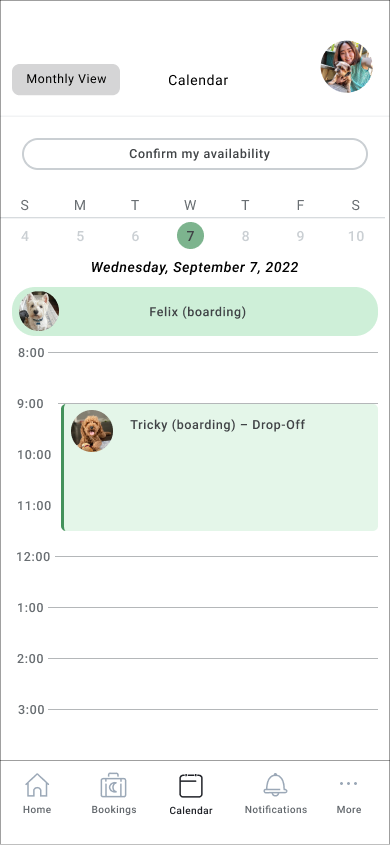 Monthly View
Calendar
Confirm my availability
S M T W T F S
4 5 6 7 8 9 10
Wednesday, September 7, 2022
Felix (boarding)
8:00
9:00
Tricky (boarding) – Drop-Off
10:00
11:00
12:00
1:00
2:00
3:00
Home Bookings Calendar Notifications More